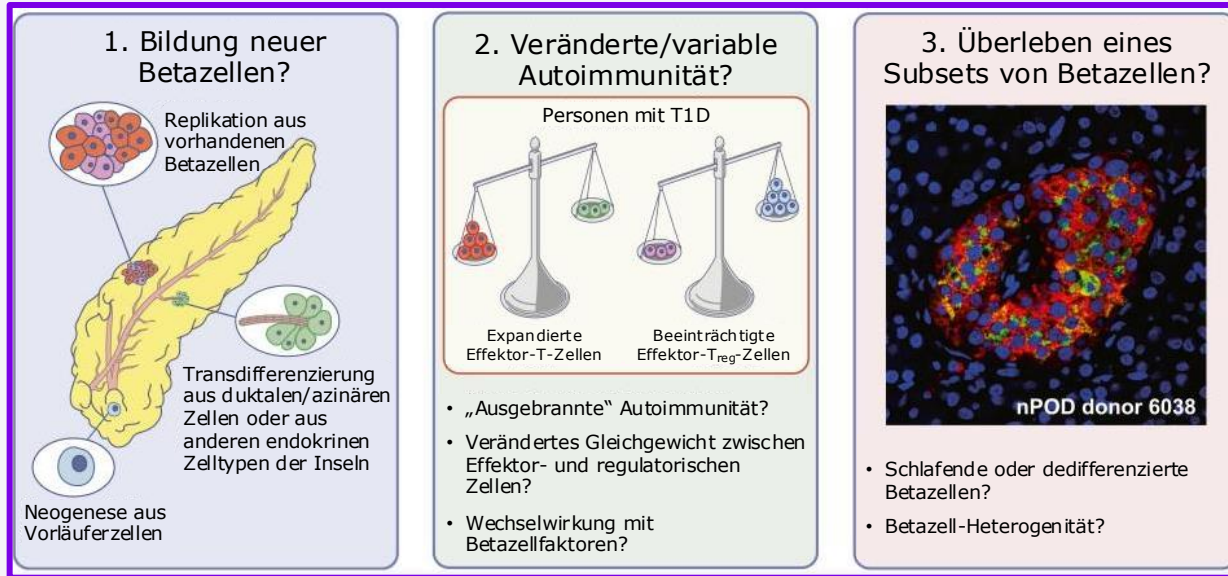 1. Bildung neuer
Betazellen?
Replikation aus
vorhandenen
Betazellen
Transdifferenzierung
aus duktalen/azinären
Zellen oder aus
anderen endokrinen
Zelltypen der Inseln
Neogenese aus
Vorläuferzellen
2. Veränderte/variable
Autoimmunität?
Personen mit T1D
Expandierte
Effektor-T-Zellen
Beeinträchtigte
Effektor-Treg-Zellen
• „Ausgebrannte“ Autoimmunität?
• Verändertes Gleichgewicht zwischen
Effektor- und regulatorischen
Zellen?
• Wechselwirkung mit
Betazellfaktoren?
3. Überleben eines
Subsets von Betazellen?
nPOD donor 6038
• Schlafende oder dedifferenzierte
Betazellen?
• Betazell-Heterogenität?